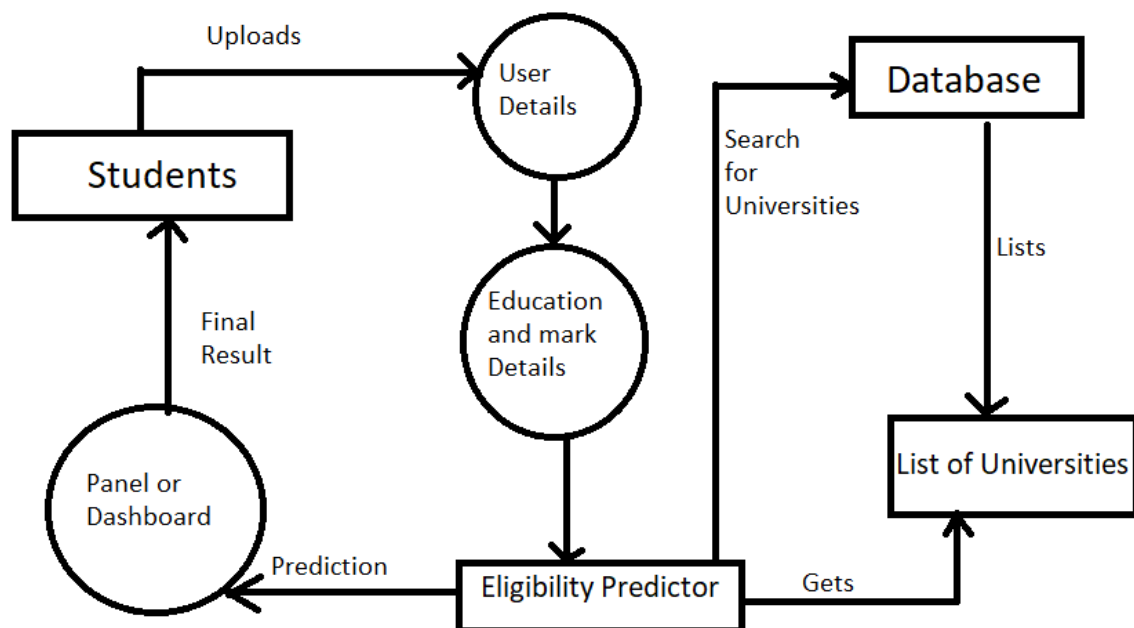 Uploads
User
Details
Database
Students
Search
for
Universities
Lists
Education
and mark
Details
Final
Result
List of Universities
Panel or
Dashboard
Prediction
Eligibility Predictor
Gets